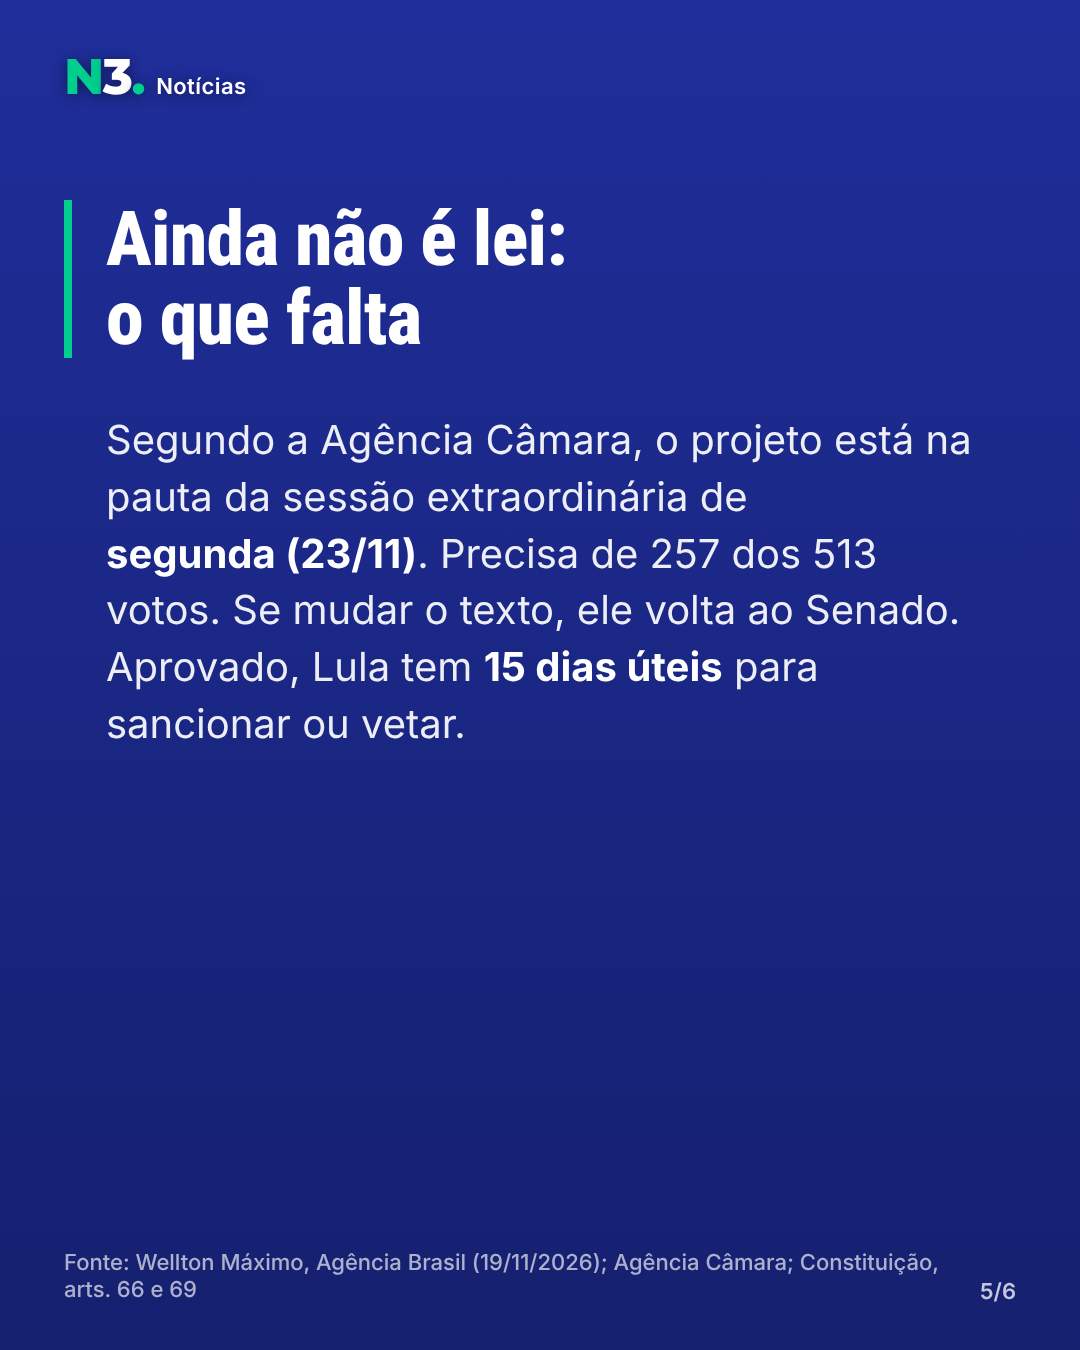 N3. Notícias
Ainda não é lei:
o que falta
Segundo a Agência Câmara, o projeto está na
pauta da sessão extraordinária de
segunda (23/11). Precisa de 257 dos 513
votos. Se mudar o texto, ele volta ao Senado.
Aprovado, Lula tem 15 dias úteis para
sancionar ou vetar.
Fonte: Wellton Máximo, Agência Brasil (19/11/2026); Agência Câmara; Constituição,
arts. 66 e 69
5/6